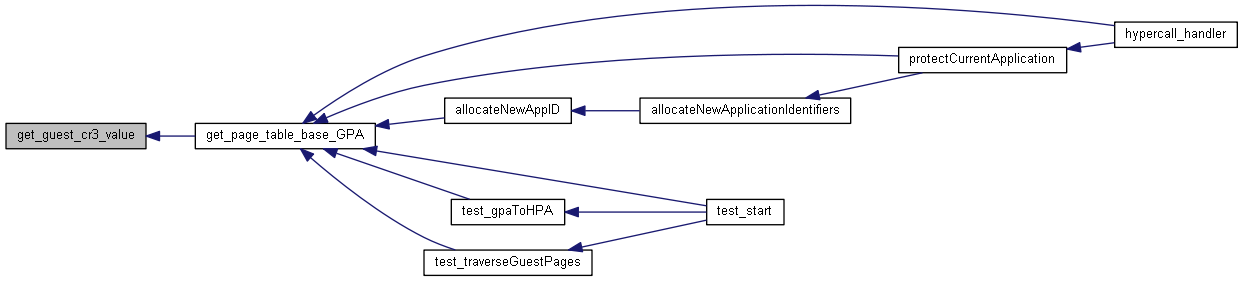 hypercall_handler
protectCurrentApplication
allocateNewAppID
allocateNewApplicationIdentifiers
get_guest_cr3_value
get_page_table_base_GPA
test_gpaToHPA
test_start
test_traverseGuestPages